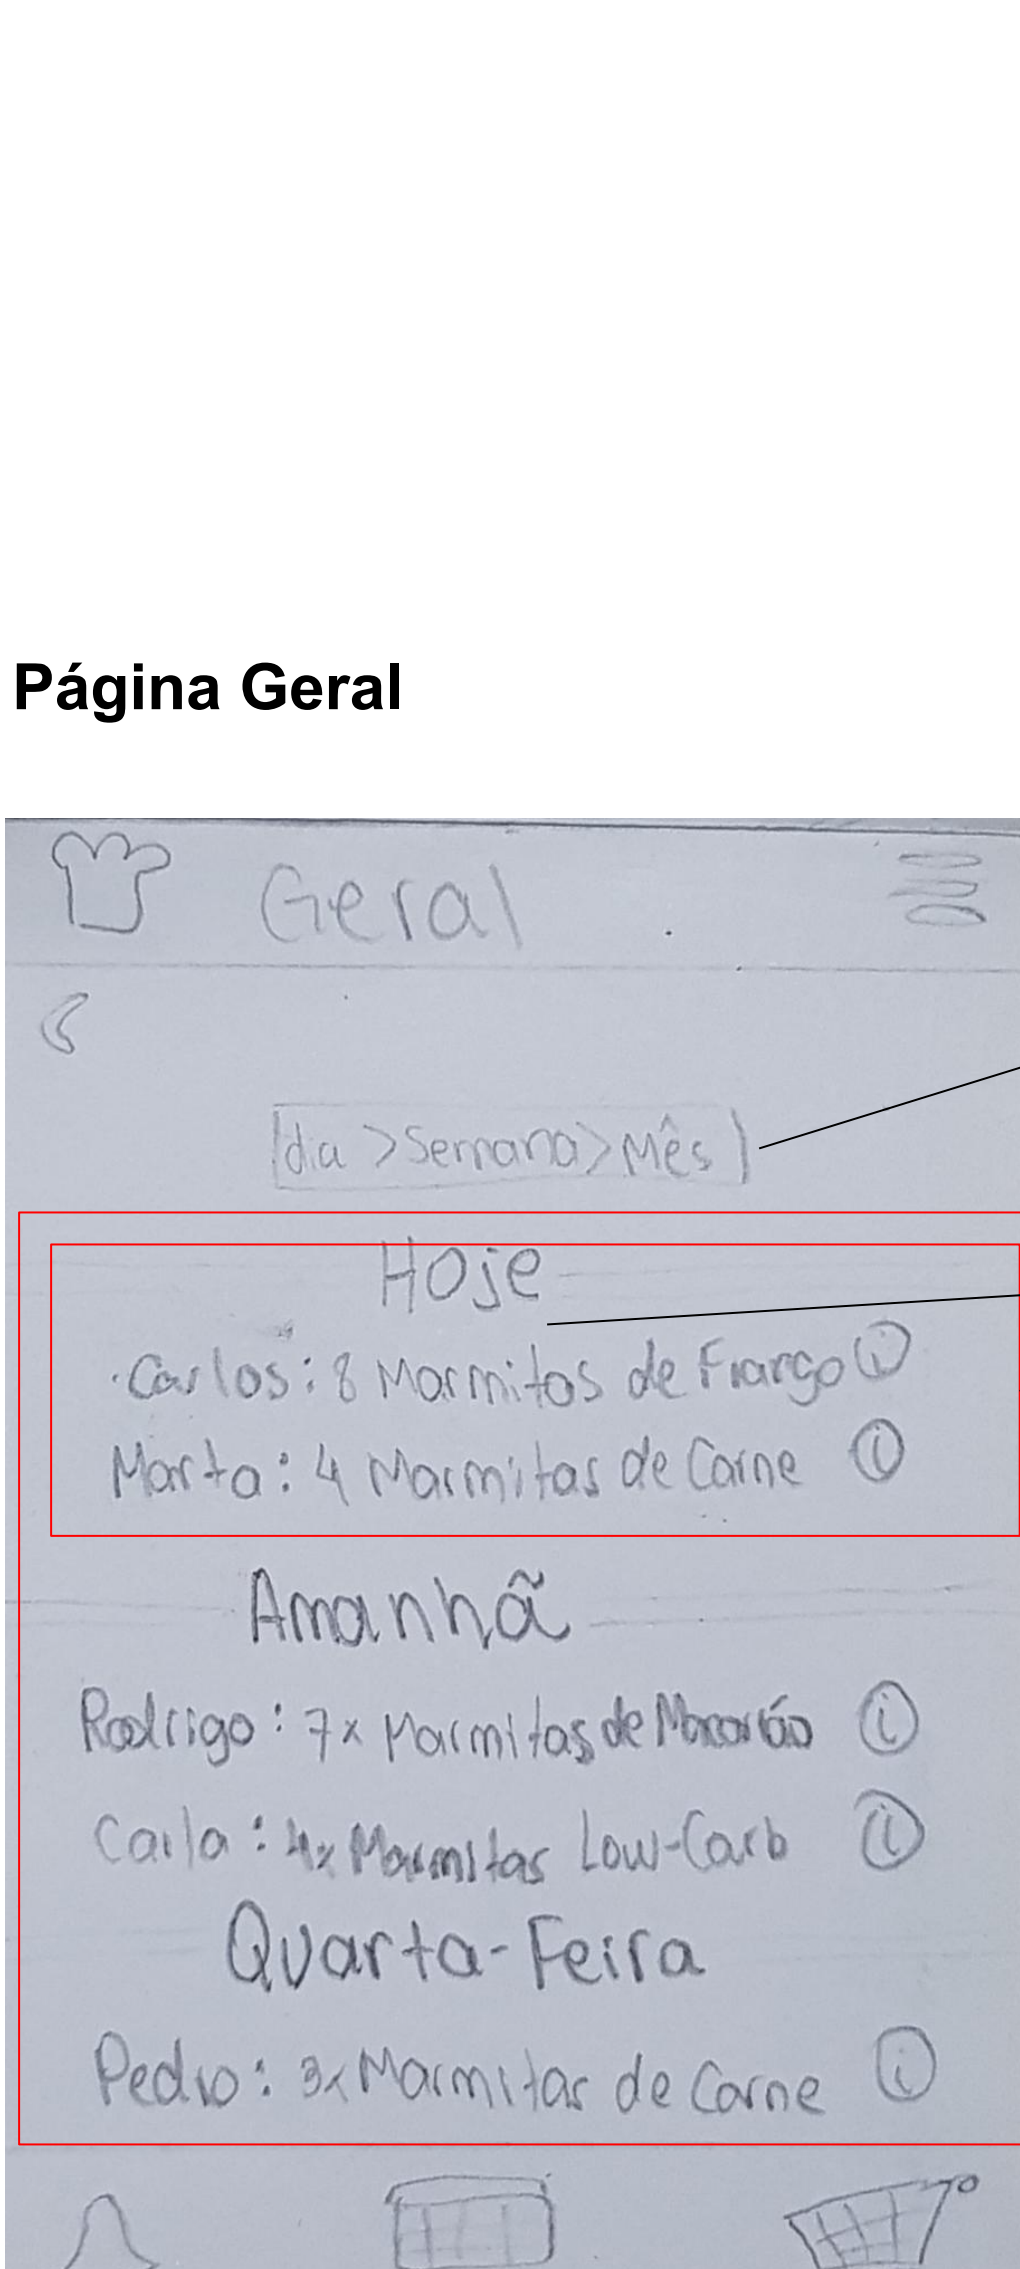 Página Geral
Geral
dia > Semana > Mês
Hoje
Carlos: 8 Marmitas de Frango i
Marta: 4 Marmitas de Carne i
Amanhã
Rodrigo: 7x Marmitas de Macarrão i
Carla: 4x Marmitas Low-Carb i
Quarta-Feira
Pedro: 3x Marmitas de Carne i